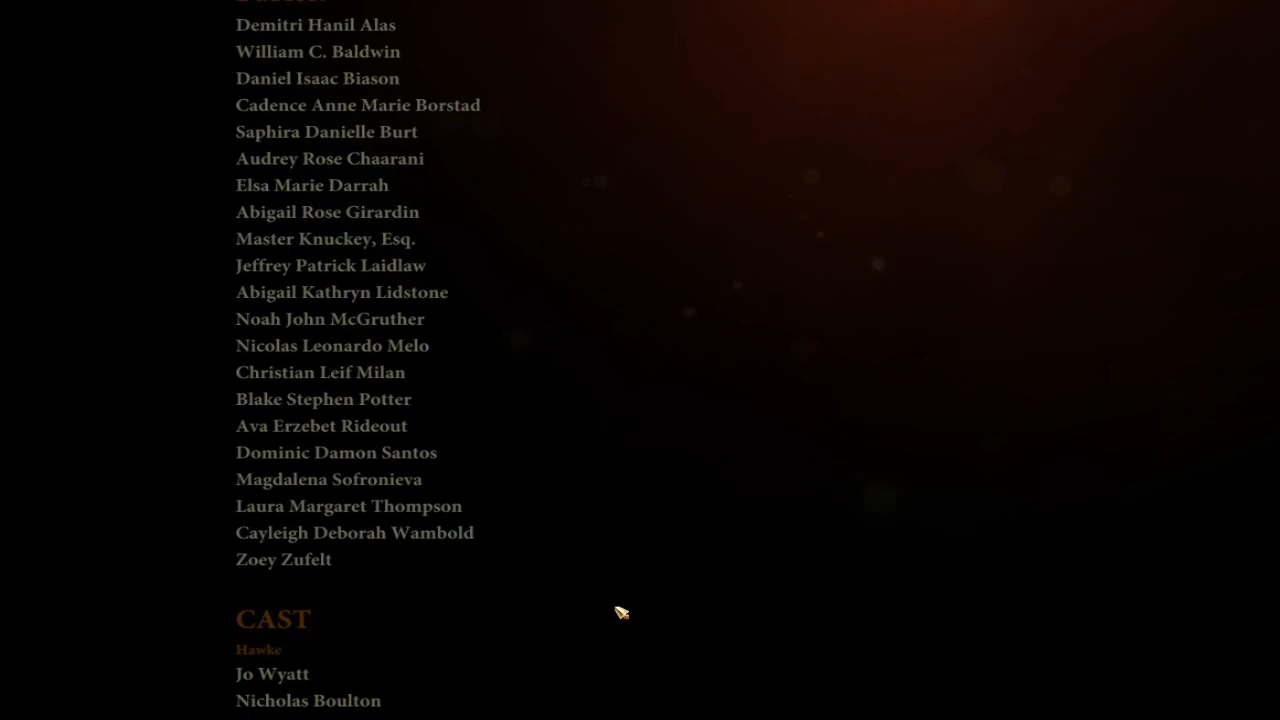 Demitri Hanil Alas
William C. Baldwin
Daniel Isaac Biason
Cadence Anne Marie Borstad
Saphira Danielle Burt
Audrey Rose Chaarani
Elsa Marie Darrah
Abigail Rose Girardin
Master Knuckey, Esq.
Jeffrey Patrick Laidlaw
Abigail Kathryn Lidstone
Noah John McGruther
Nicolas Leonardo Melo
Christian Leif Milan
Blake Stephen Potter
Ava Erzebet Rideout
Dominic Damon Santos
Magdalena Sofronieva
Laura Margaret Thompson
Cayleigh Deborah Wambold
Zoey Zufelt
CAST
Hawke
Jo Wyatt
Nicholas Boulton